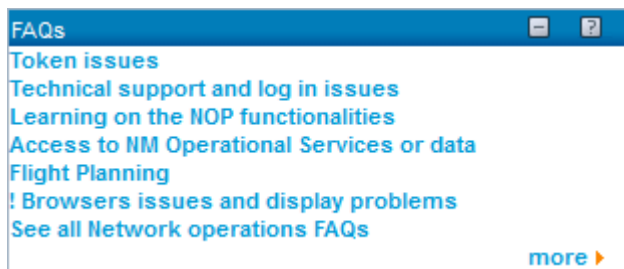 FAQs
Token issues
Technical support and log in issues
Learning on the NOP functionalities
Access to NM Operational Services or data
Flight Planning
! Browsers issues and display problems
See all Network operations FAQs
more